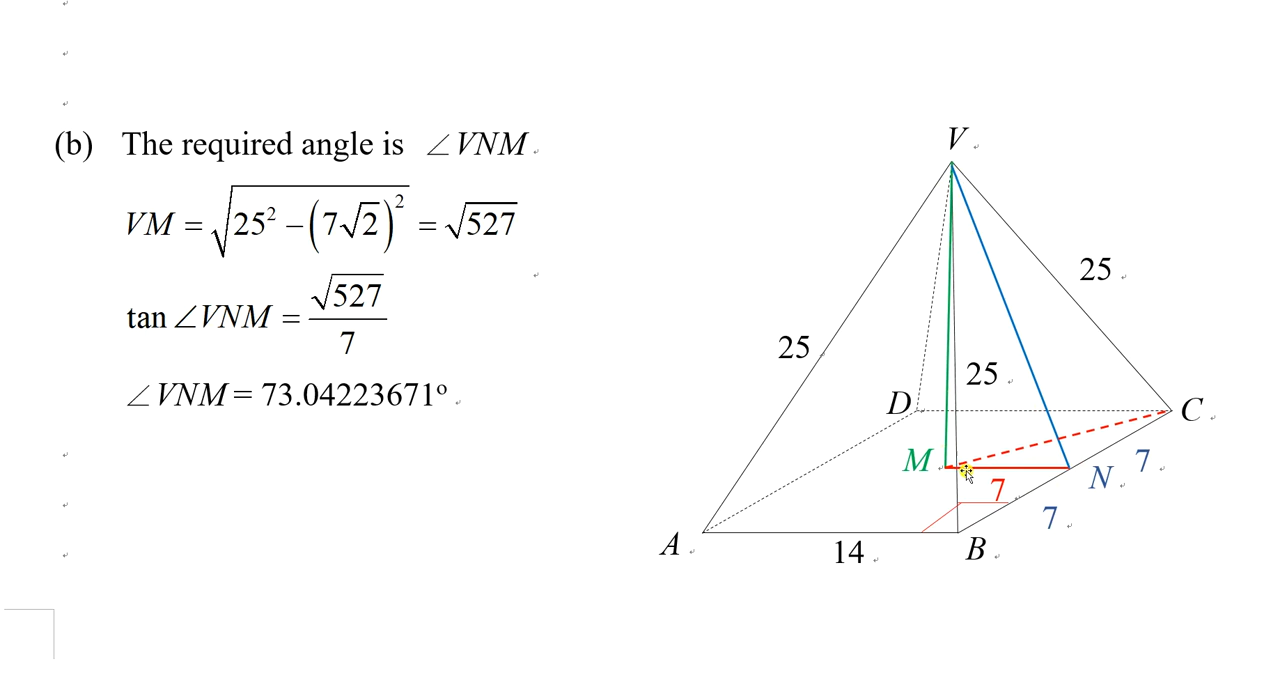 (b) The required angle is ∠VNM
VM = √(25² − (7√2)²) = √527
tan ∠VNM = √527 / 7
∠VNM = 73.04223671°
V
25
25
25
D
C
M
7
N
7
7
A
14
B